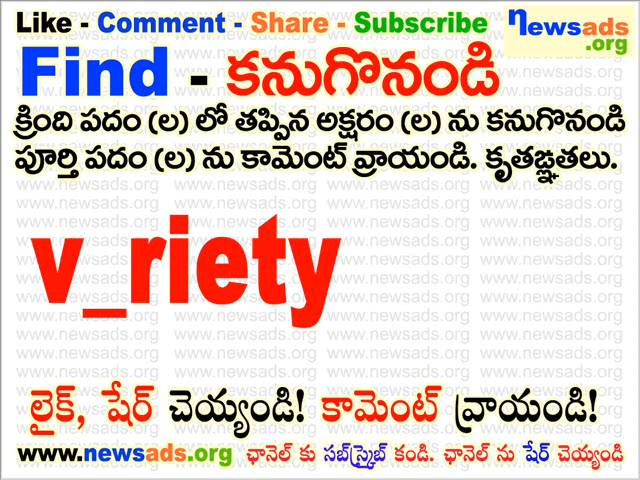 Like - Comment - Share - Subscribe
newsads
.org
Find - కనుగొనండి
క్రింది పదం (ల) లో తప్పిన అక్షరం (ల) ను కనుగొనండి
పూర్తి పదం (ల) ను కామెంట్ వ్రాయండి. కృతఙ్ఞతలు.
v_riety
లైక్, షేర్ చెయ్యండి! కామెంట్ వ్రాయండి!
www.newsads.org ఛానెల్ కు సబ్‌స్క్రైబ్ కండి. ఛానెల్ ను షేర్ చెయ్యండి